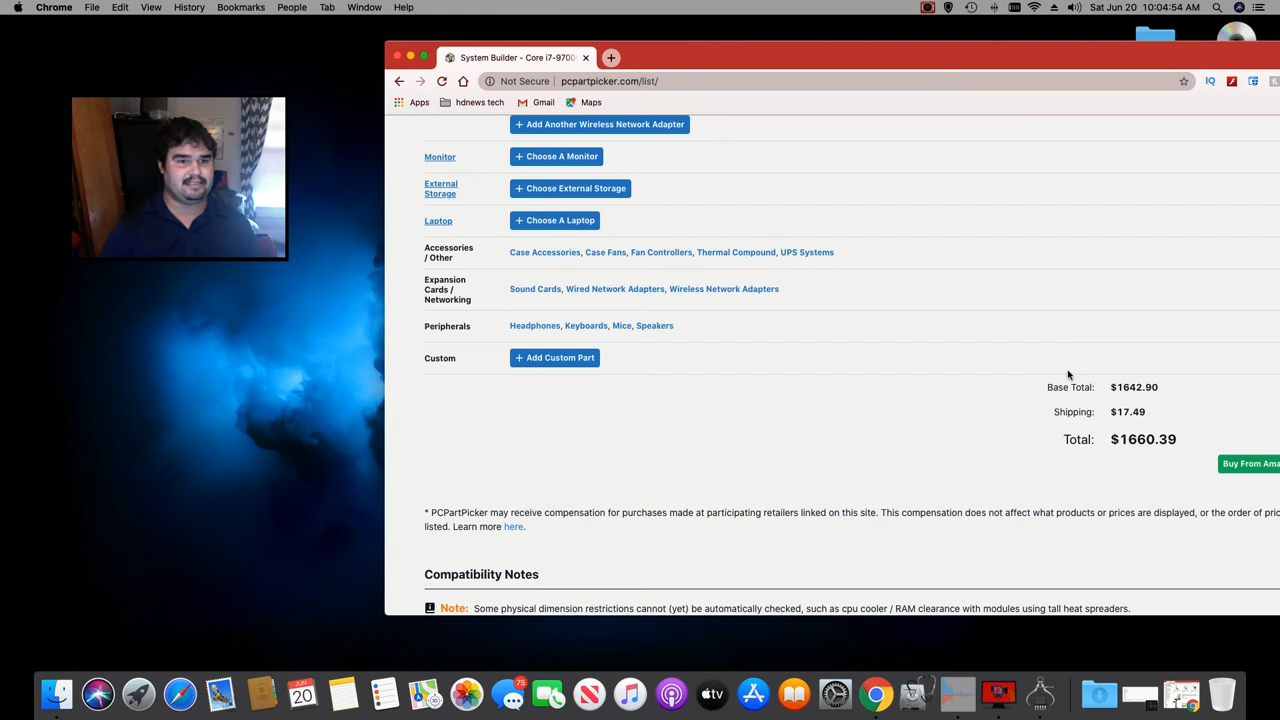 Chrome File Edit View History Bookmarks People Tab Window Help Sat Jun 20 10:04:54 AM
System Builder - Core i7-9700
Not Secure pcpartpicker.com/list/
Apps hdnews tech Gmail Maps
+ Add Another Wireless Network Adapter
Monitor + Choose A Monitor
External
Storage + Choose External Storage
Laptop + Choose A Laptop
Accessories
/ Other Case Accessories, Case Fans, Fan Controllers, Thermal Compound, UPS Systems
Expansion
Cards /
Networking Sound Cards, Wired Network Adapters, Wireless Network Adapters
Peripherals Headphones, Keyboards, Mice, Speakers
Custom + Add Custom Part
Base Total: $1642.90
Shipping: $17.49
Total: $1660.39
Buy From Ama
* PCPartPicker may receive compensation for purchases made at participating retailers linked on this site. This compensation does not affect what products or prices are displayed, or the order of pric
listed. Learn more here.
Compatibility Notes
Note: Some physical dimension restrictions cannot (yet) be automatically checked, such as cpu cooler / RAM clearance with modules using tall heat spreaders.
JUN
20
75
tv